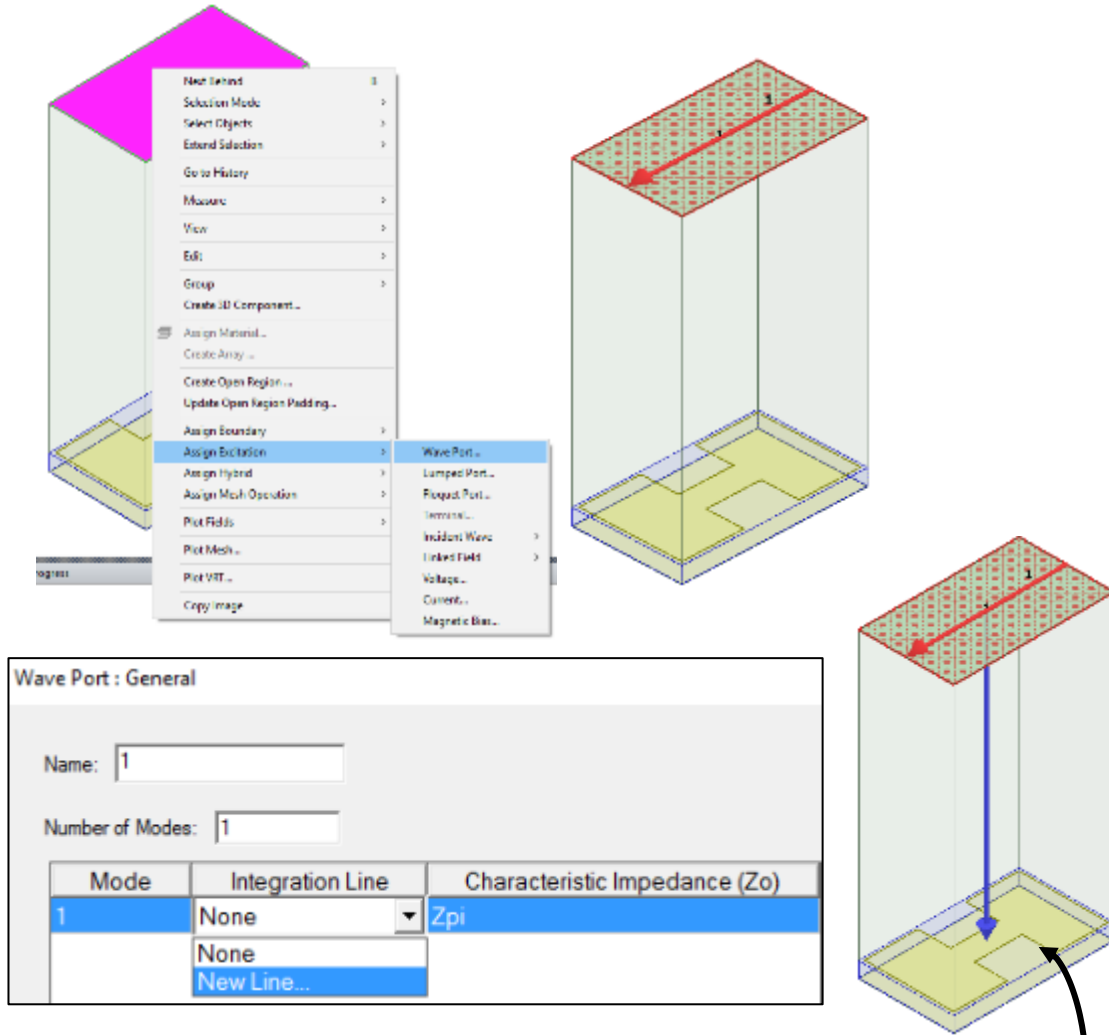 Next Behind B
Selection Mode
Select Objects
Extend Selection
Go to History
Measure
View
Edit
Group
Create 3D Component...
Assign Material...
Create Array ...
Create Open Region ...
Update Open Region Padding...
Assign Boundary
Assign Excitation
Assign Hybrid
Assign Mesh Operation
Plot Fields
Plot Mesh...
Plot VRT...
Copy Image
Wave Port...
Lumped Port...
Floquet Port...
Terminal...
Incident Wave
Linked Field
Voltage...
Current...
Magnetic Bias...
rogress
1
1
1
1
Wave Port : General
Name: 1
Number of Modes: 1
Mode Integration Line Characteristic Impedance (Zo)
1 None Zpi
None
New Line...